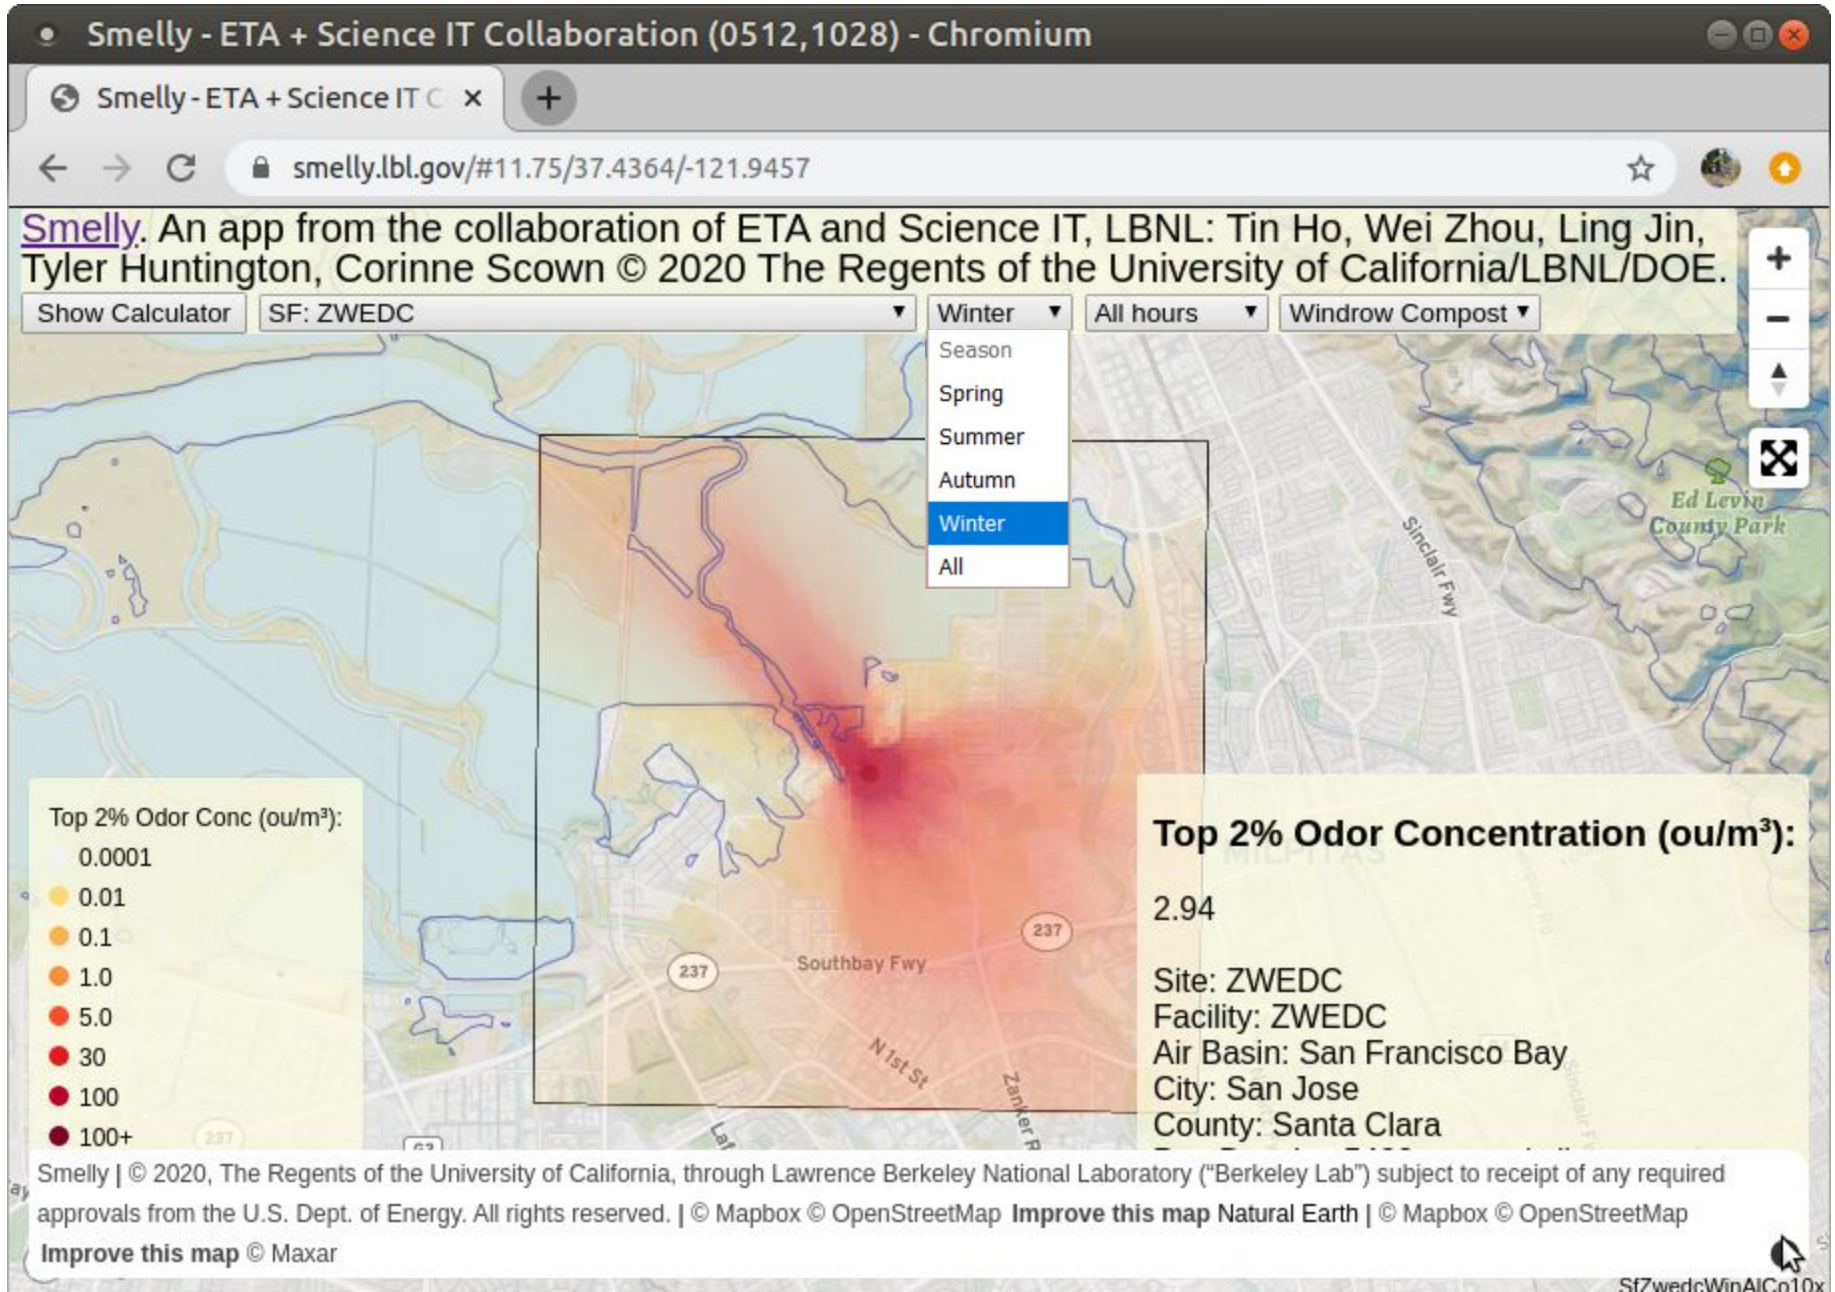 Smelly - ETA + Science IT Collaboration (0512,1028) - Chromium
Smelly - ETA + Science IT C
smelly.lbl.gov/#11.75/37.4364/-121.9457
Smelly. An app from the collaboration of ETA and Science IT, LBNL: Tin Ho, Wei Zhou, Ling Jin,
Tyler Huntington, Corinne Scown © 2020 The Regents of the University of California/LBNL/DOE.
Show Calculator
SF: ZWEDC
Winter
All hours
Windrow Compost
Season
Spring
Summer
Autumn
Winter
All
Ed Levin
County Park
Sinclair Fwy
Top 2% Odor Conc (ou/m³):
0.0001
0.01
0.1
1.0
5.0
30
100
100+
237
Southbay Fwy
237
N 1st St
Zanker R
Laf
237
G2
MILPITAS
Top 2% Odor Concentration (ou/m³):
2.94
Site: ZWEDC
Facility: ZWEDC
Air Basin: San Francisco Bay
City: San Jose
County: Santa Clara
Smelly | © 2020, The Regents of the University of California, through Lawrence Berkeley National Laboratory (“Berkeley Lab”) subject to receipt of any required
approvals from the U.S. Dept. of Energy. All rights reserved. | © Mapbox © OpenStreetMap Improve this map Natural Earth | © Mapbox © OpenStreetMap
Improve this map © Maxar
SfZwedcWinAlCo10x